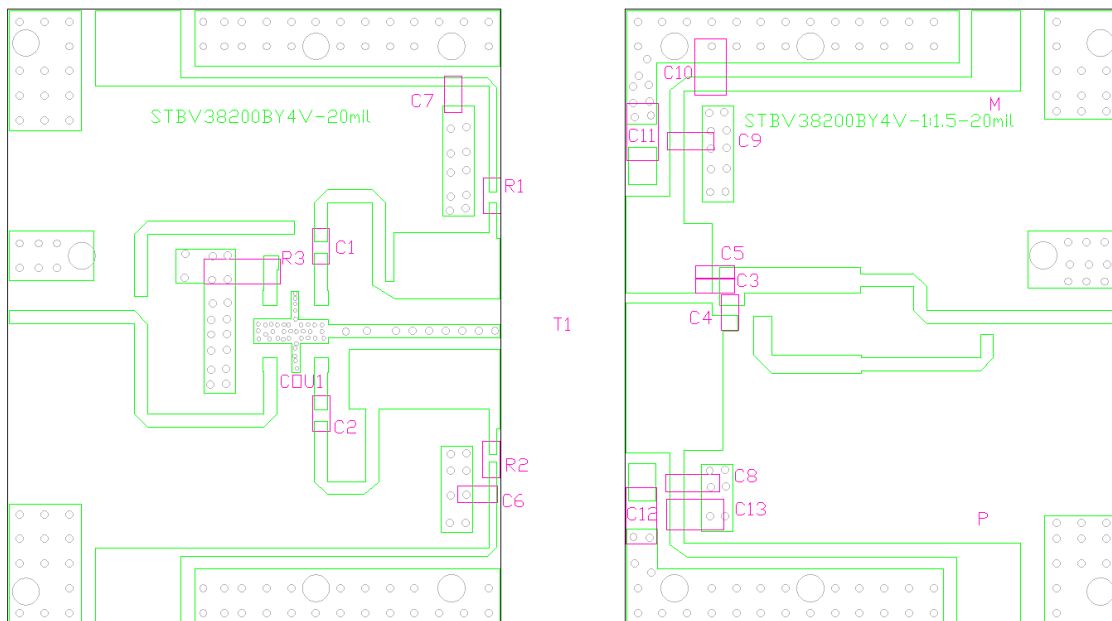 C10
C7
M
STBV38200BY4V-20mil
STBV38200BY4V-1:1.5-20mil
C11
C9
R1
C1
R3
C5
C3
C4
T1
COU1
C2
R2
C8
C6
C13
C12
P